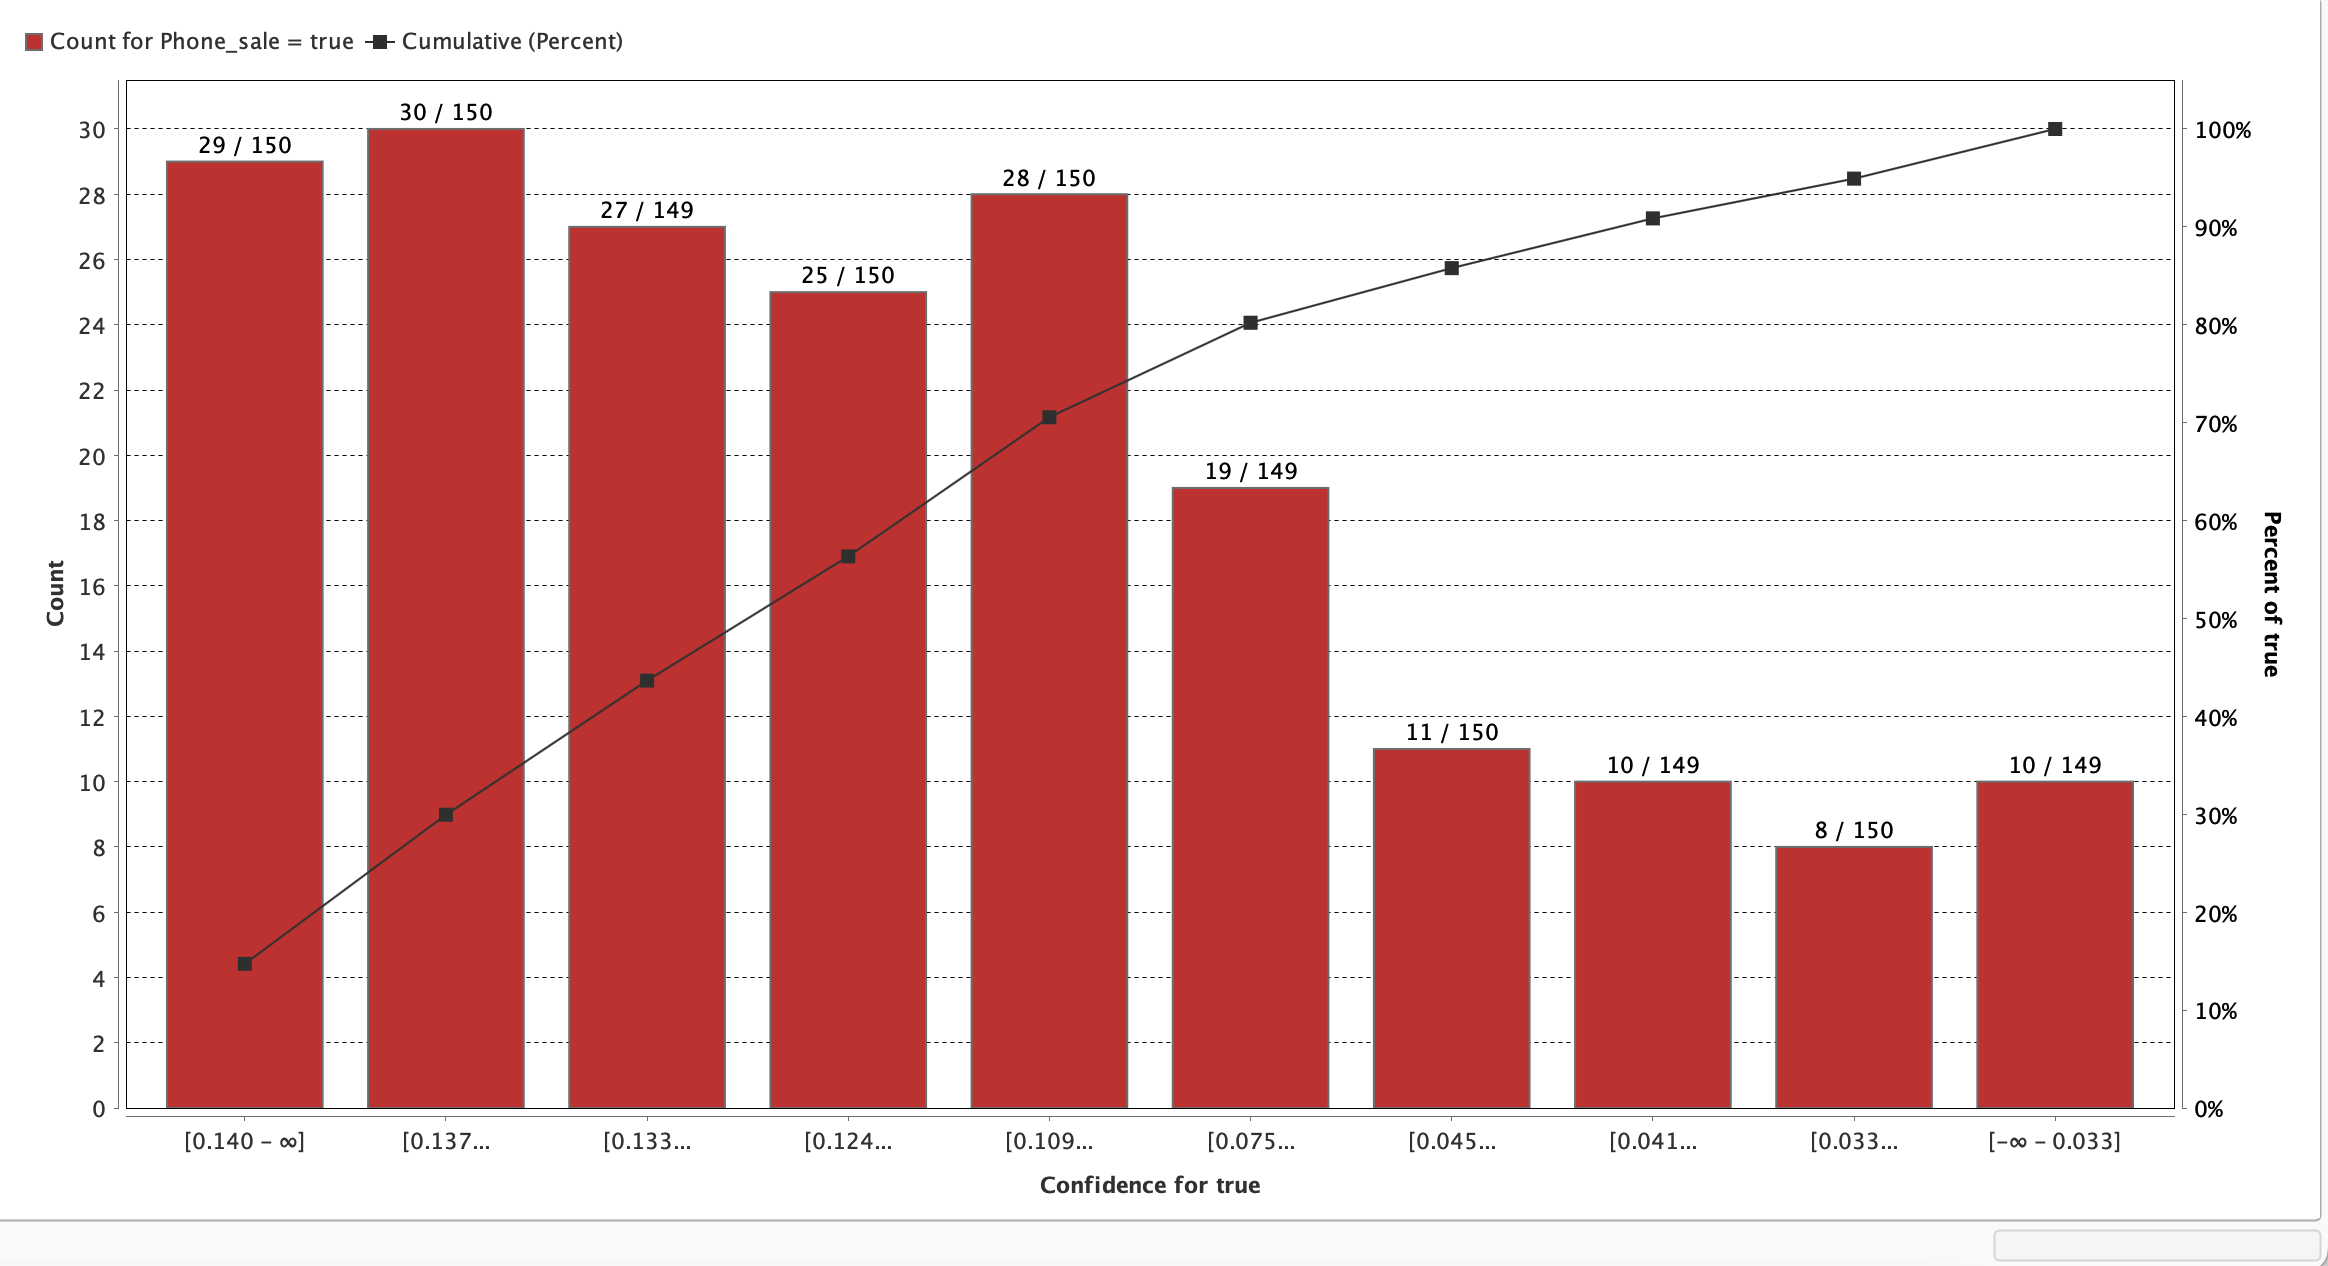 Count for Phone_sale = true Cumulative (Percent)
30 / 150
29 / 150
28 / 150
27 / 149
25 / 150
19 / 149
11 / 150
10 / 149
10 / 149
8 / 150
30
28
26
24
22
20
18
16
14
12
10
8
6
4
2
0
Count
100%
90%
80%
70%
60%
50%
40%
30%
20%
10%
0%
Percent of true
[0.140 – ∞] [0.137... [0.133... [0.124... [0.109... [0.075... [0.045... [0.041... [0.033... [–∞ – 0.033]
Confidence for true